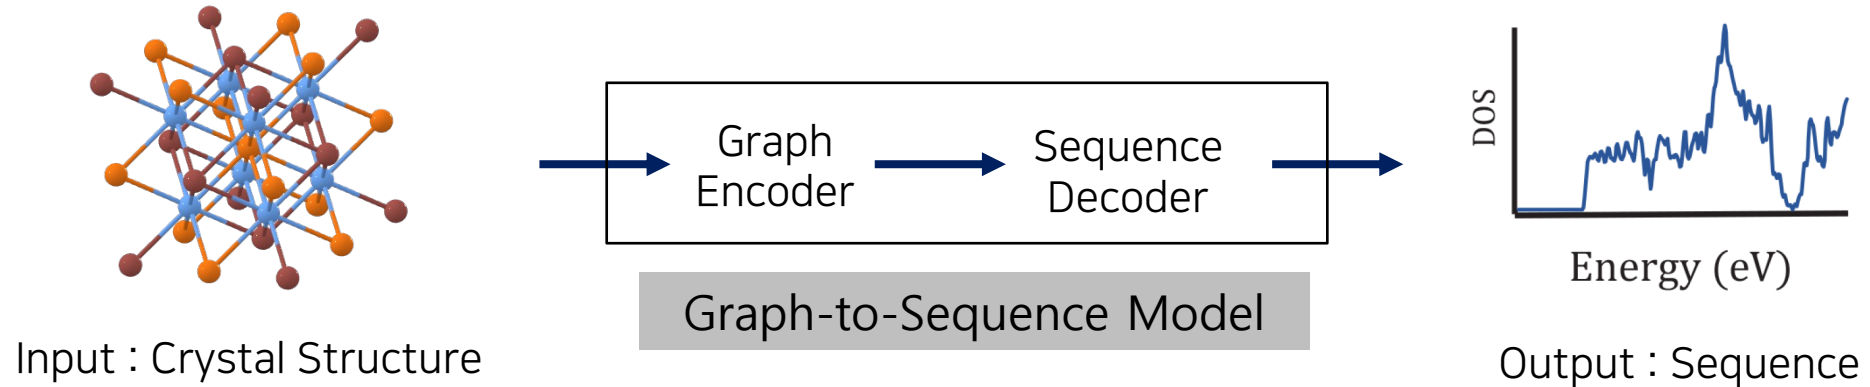 Input : Crystal Structure
Graph
Encoder
Sequence
Decoder
Graph-to-Sequence Model
DOS
Energy (eV)
Output : Sequence